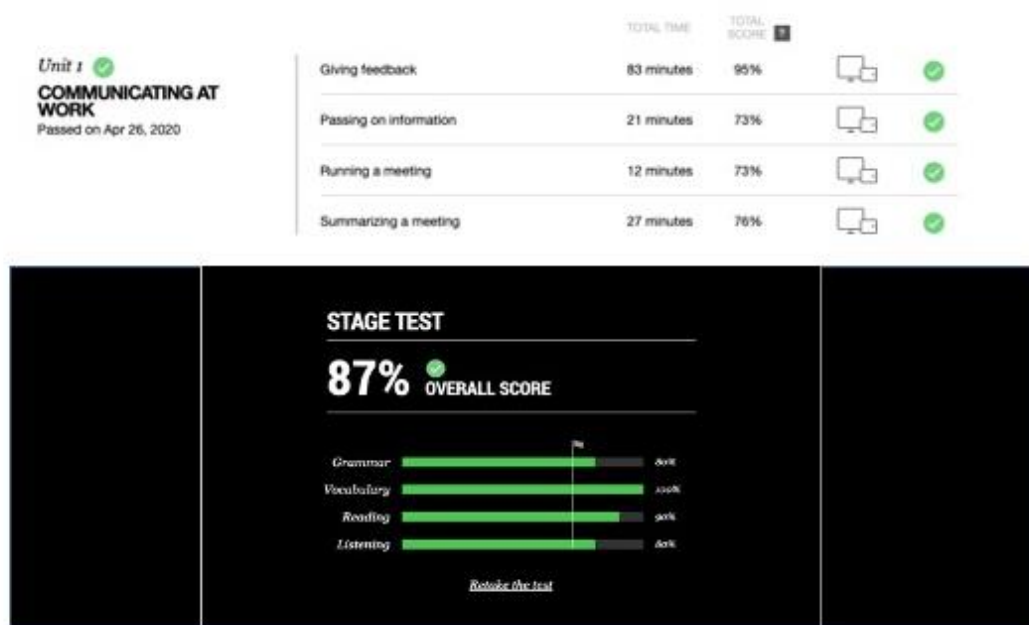 TOTAL TIME TOTAL SCORE ?
Unit 1
COMMUNICATING AT WORK
Passed on Apr 26, 2020
Giving feedback 83 minutes 95%
Passing on information 21 minutes 73%
Running a meeting 12 minutes 73%
Summarizing a meeting 27 minutes 76%
STAGE TEST
87% OVERALL SCORE
Grammar 80%
Vocabulary 100%
Reading 90%
Listening 80%
Retake the test